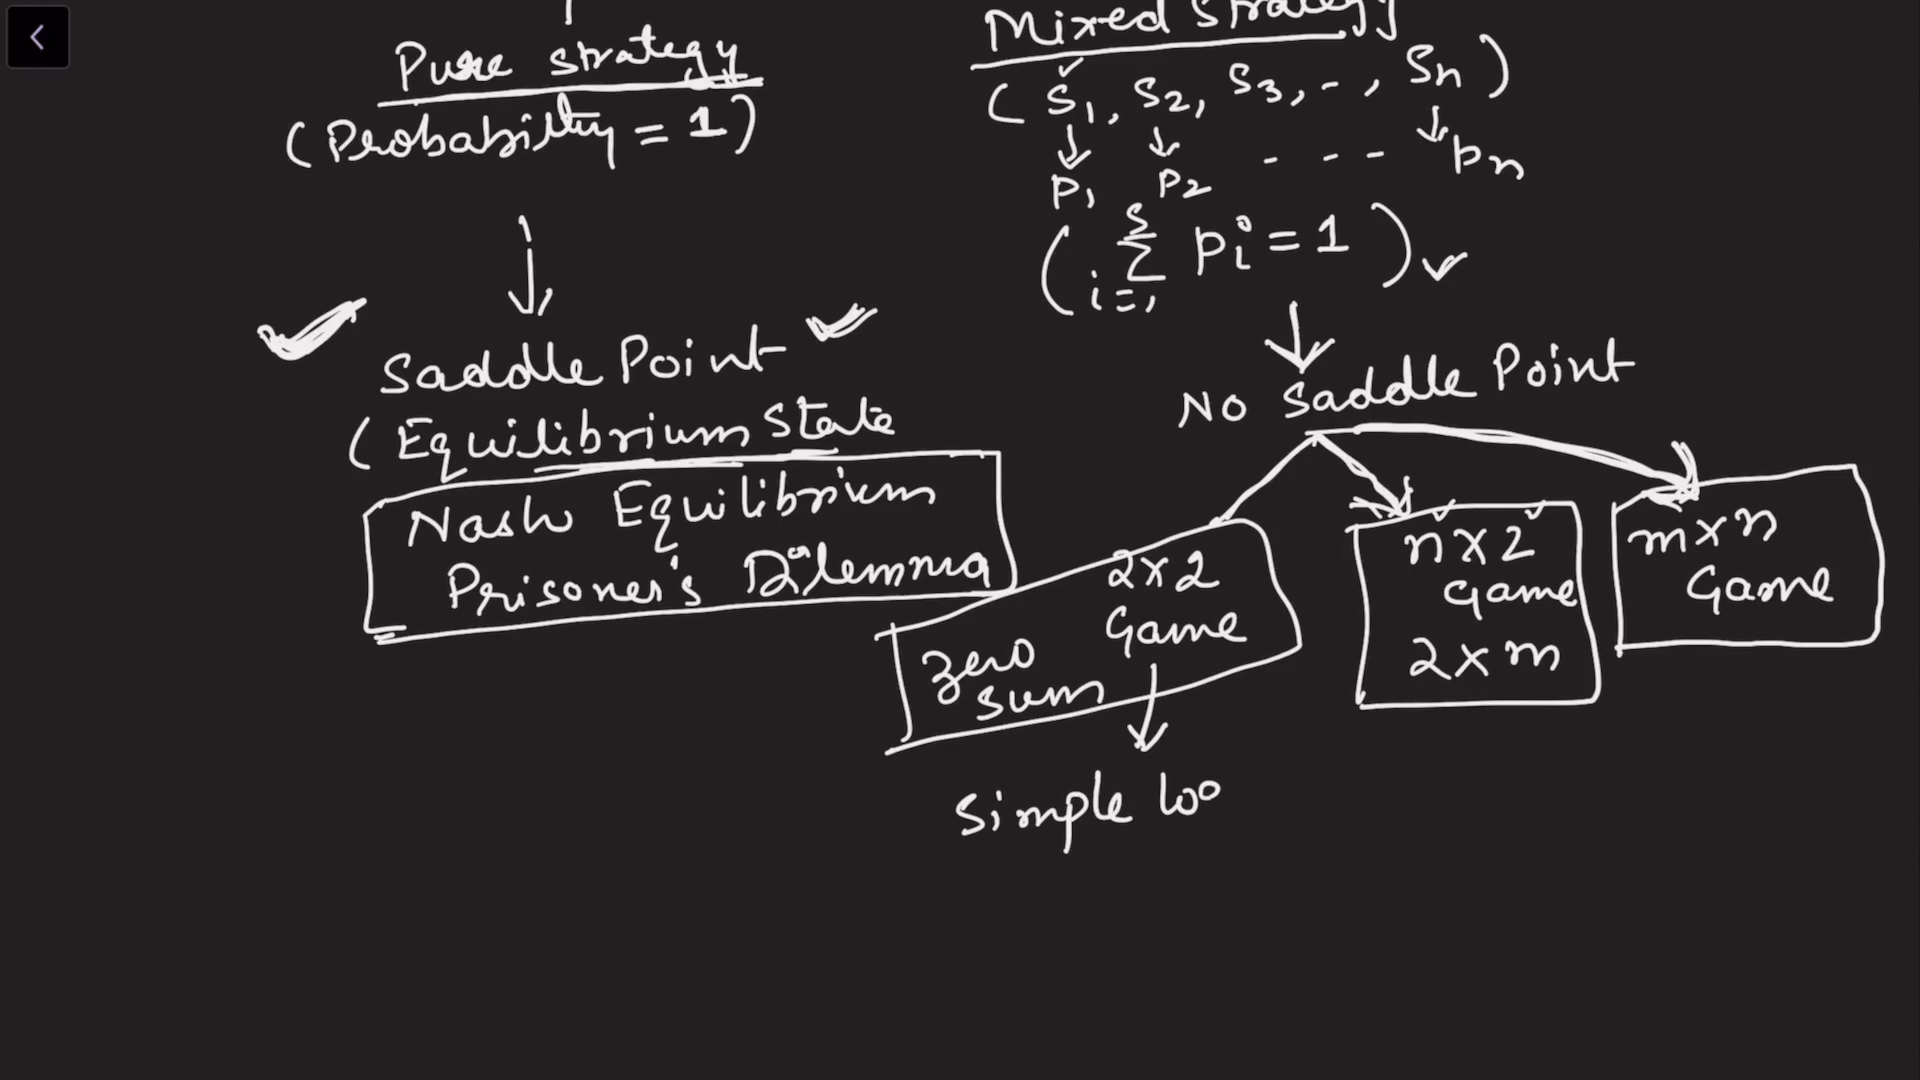 Pure strategy
(Probability = 1)
Saddle Point
(Equilibrium State
Nash Equilibrium
Prisoner's Dilemma
Mixed Strategy
(S1, S2, S3, - , Sn)
P1 P2 - - - Pn
(S Σ i=1 Pi = 1)
No Saddle Point
2x2
Game
zero
sum
simple
nx2
game
2xm
mxn
Game